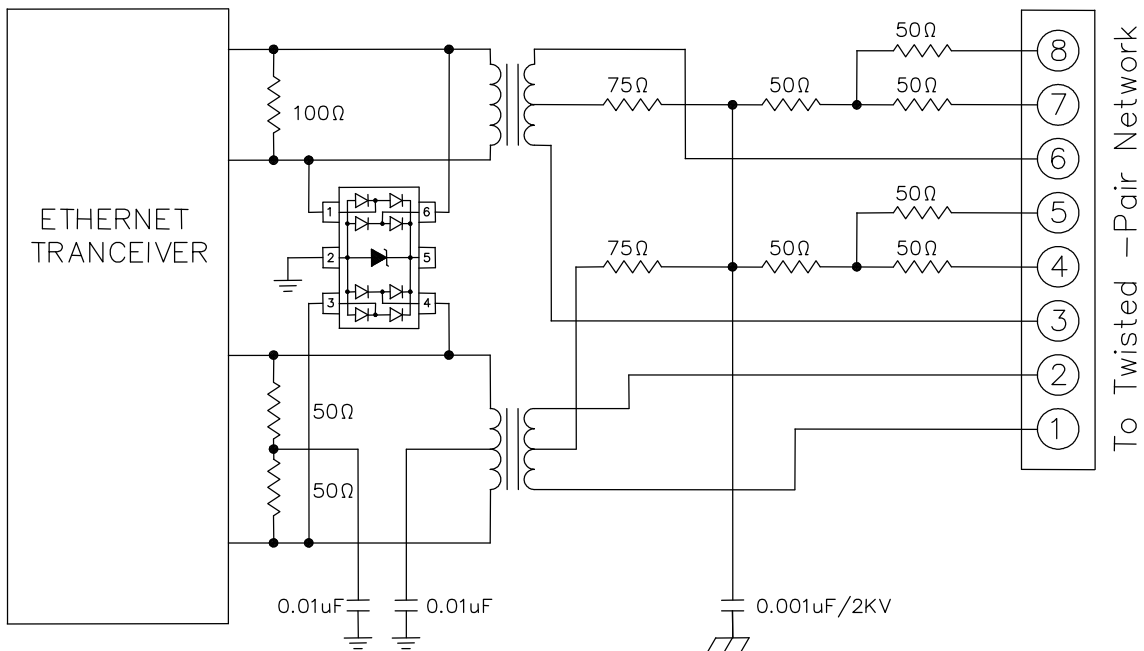 ETHERNET
TRANCEIVER
100Ω
1
2
3
6
5
4
50Ω
50Ω
0.01uF
0.01uF
75Ω
50Ω
50Ω
50Ω
75Ω
50Ω
50Ω
50Ω
0.001uF/2KV
8
7
6
5
4
3
2
1
To Twisted -Pair Network